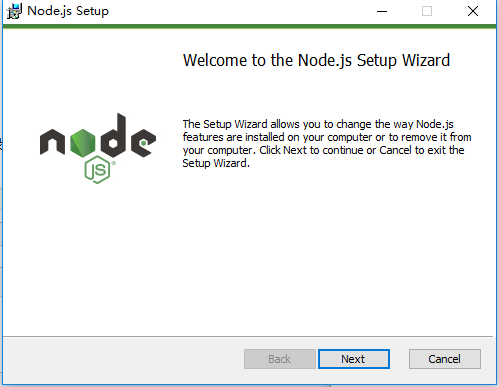 Node.js Setup
Welcome to the Node.js Setup Wizard
The Setup Wizard allows you to change the way Node.js
features are installed on your computer or to remove it from
your computer. Click Next to continue or Cancel to exit the
Setup Wizard.
node
JS
Back
Next
Cancel